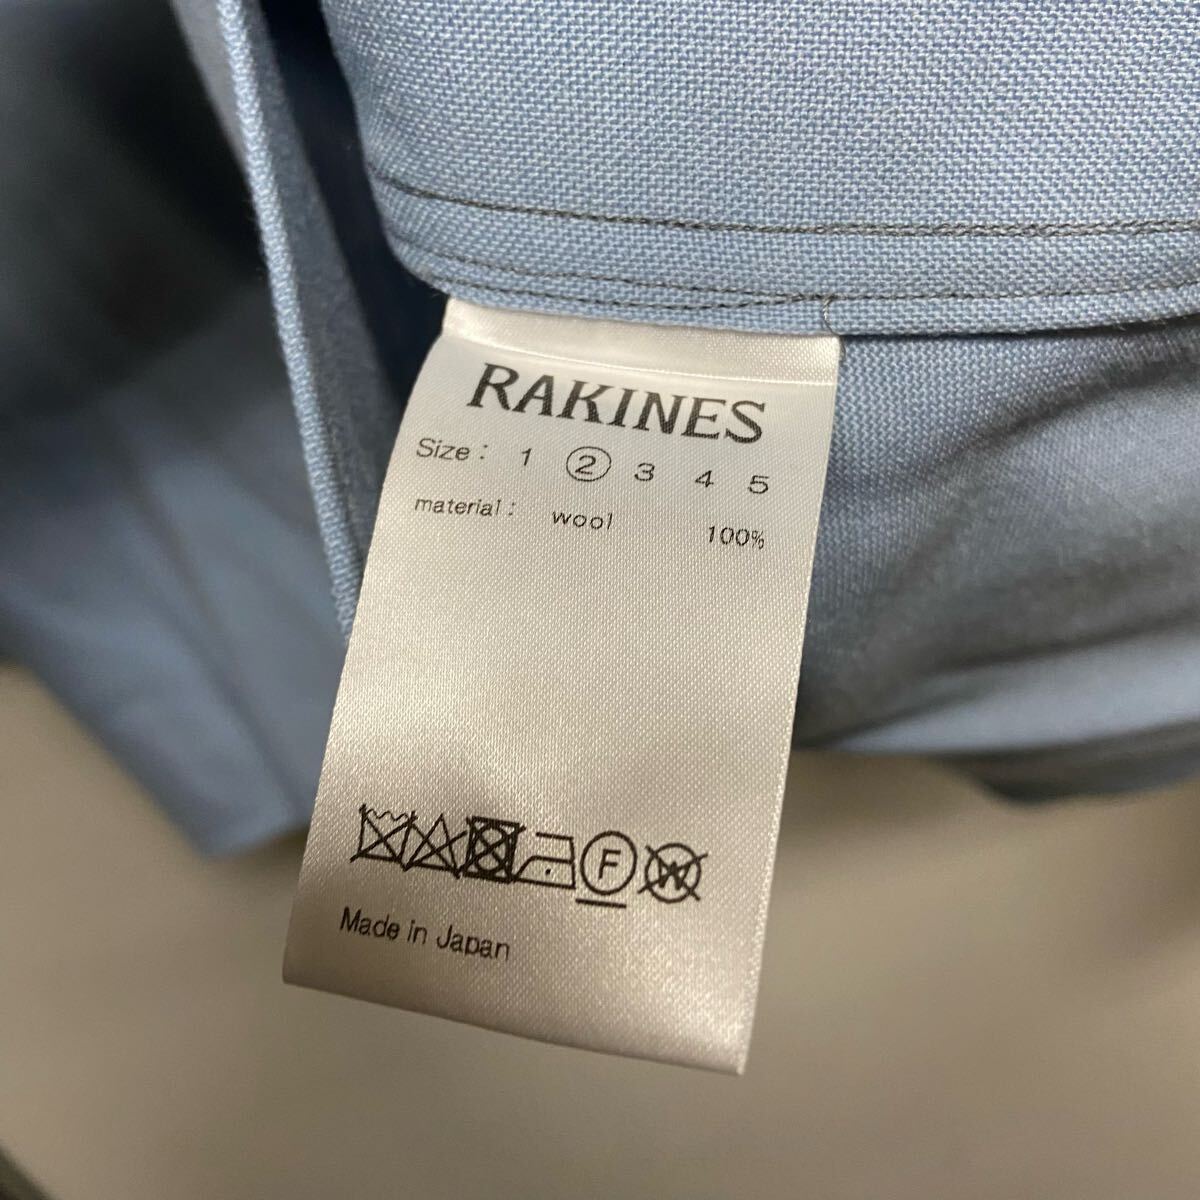 RAKINES
Size: 1 ② 3 4 5
material: wool 100%
F W
Made in Japan